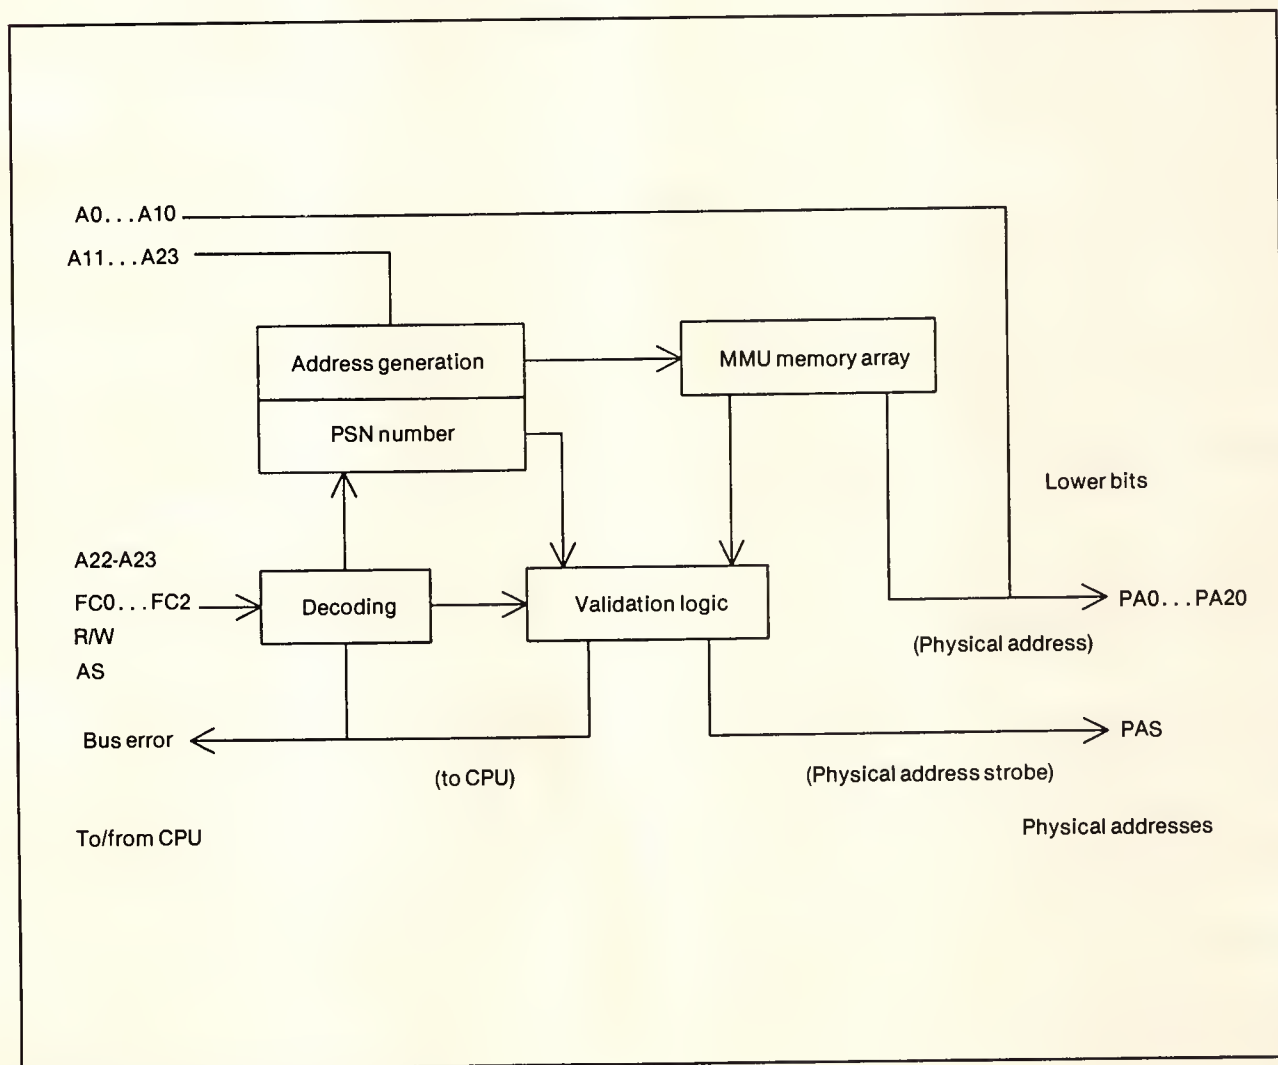 A0...A10
A11...A23
Address generation
MMU memory array
PSN number
Lower bits
A22-A23
FC0...FC2
Decoding
Validation logic
PA0...PA20
R/W
(Physical address)
AS
Bus error
PAS
(to CPU)
(Physical address strobe)
To/from CPU
Physical addresses